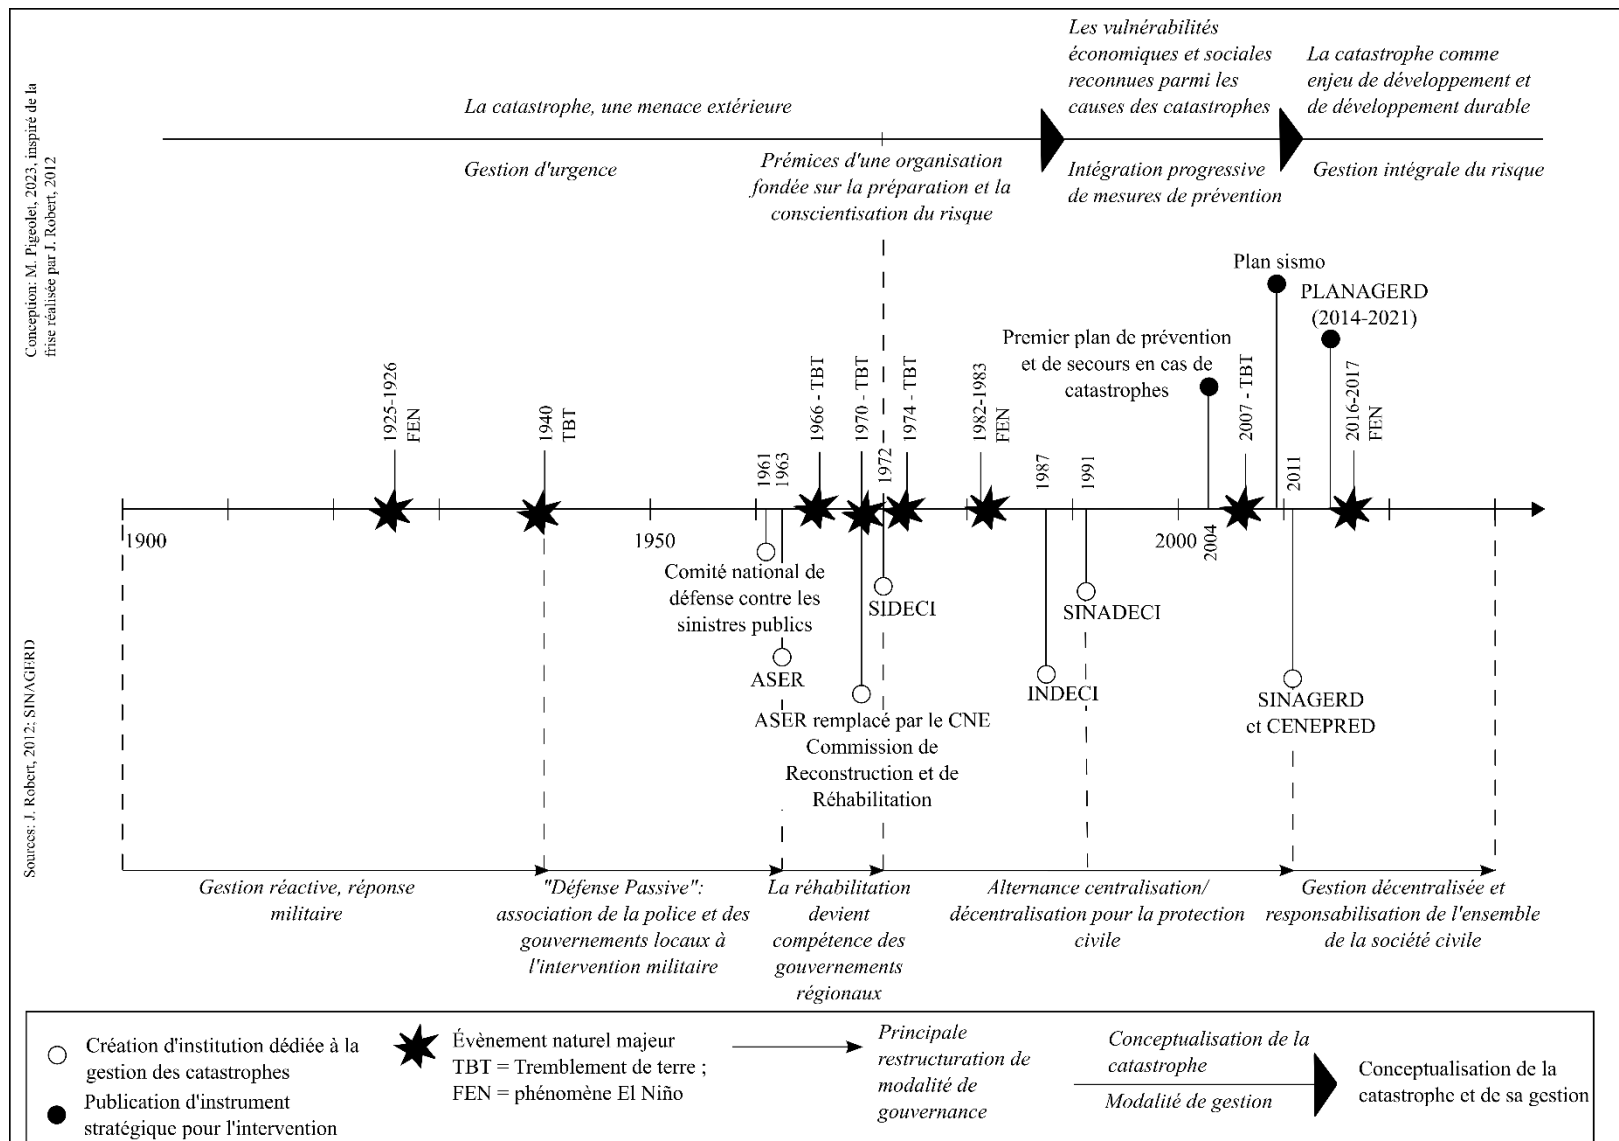 Conception: M. Pigeolet, 2023, inspiré de la
frise réalisée par J. Robert, 2012
Sources: J. Robert, 2012; SINAGERD
La catastrophe, une menace extérieure
Les vulnérabilités
économiques et sociales
reconnues parmi les
causes des catastrophes
La catastrophe comme
enjeu de développement et
de développement durable
Gestion d'urgence
Prémices d'une organisation
fondée sur la préparation et la
conscientisation du risque
Intégration progressive
de mesures de prévention
Gestion intégrale du risque
Plan sismo
PLANAGERD
(2014-2021)
Premier plan de prévention
et de secours en cas de
catastrophes
1925-1926
FEN
1940
TBT
1961
1963
1966 - TBT
1970 - TBT
1972
1974 - TBT
1982-1983
FEN
1987
1991
2007 - TBT
2011
2016-2017
FEN
1900
1950
2000
2004
Comité national de
défense contre les
sinistres publics
ASER
SIDECI
ASER remplacé par le CNE
Commission de
Reconstruction et de
Réhabilitation
SINADECI
INDECI
SINAGERD
et CENEPRED
Gestion réactive, réponse
militaire
"Défense Passive":
association de la police et des
gouvernements locaux à
l'intervention militaire
La réhabilitation
devient
compétence des
gouvernements
régionaux
Alternance centralisation/
décentralisation pour la protection
civile
Gestion décentralisée et
responsabilisation de l'ensemble
de la société civile
Création d'institution dédiée à la
gestion des catastrophes
Publication d'instrument
stratégique pour l'intervention
Évènement naturel majeur
TBT = Tremblement de terre ;
FEN = phénomène El Niño
Principale
restructuration de
modalité de
gouvernance
Conceptualisation de la
catastrophe
Modalité de gestion
Conceptualisation de la
catastrophe et de sa gestion